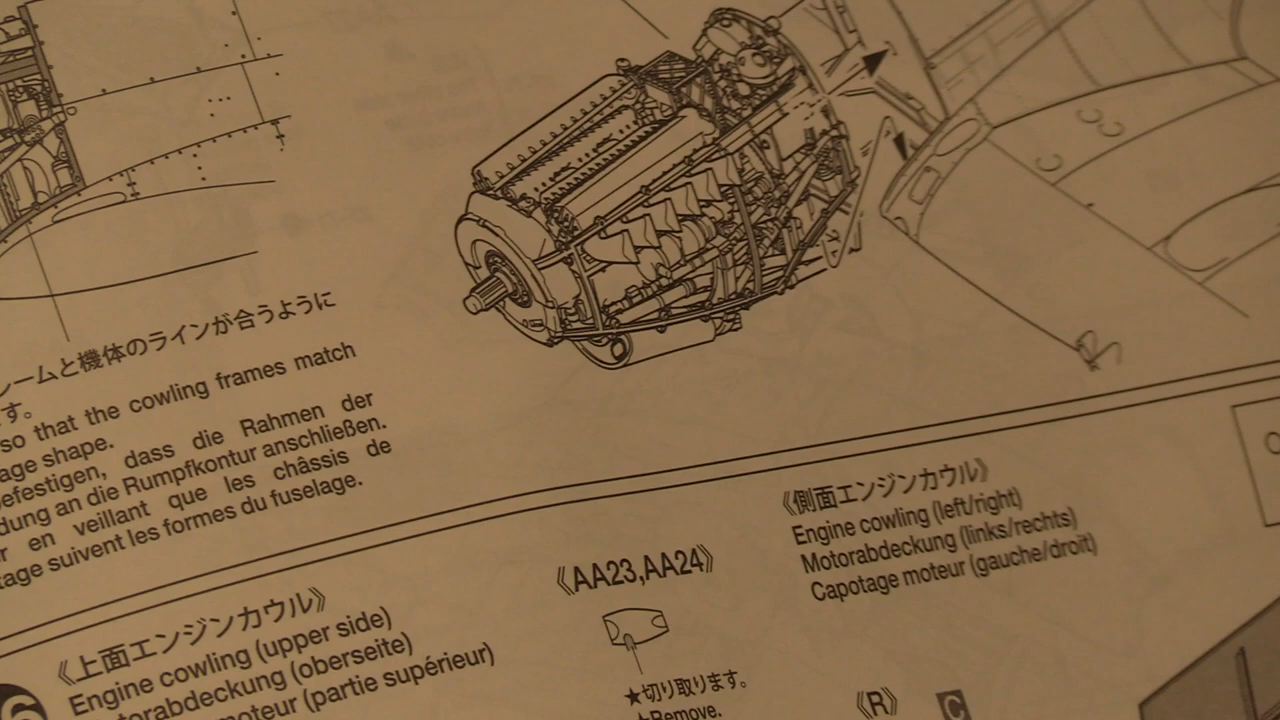 ームと機体のラインが合うように
す。
so that the cowling frames match
age shape.
efestigen, dass die Rahmen der
dung an die Rumpfkontur anschließen.
r en veillant que les châssis de
tage suivent les formes du fuselage.
《上面エンジンカウル》
Engine cowling (upper side)
torabdeckung (oberseite)
moteur (partie supérieur)
《AA23,AA24》
★切り取ります。
Remove.
《側面エンジンカウル》
Engine cowling (left/right)
Motorabdeckung (links/rechts)
Capotage moteur (gauche/droit)
《R》
C